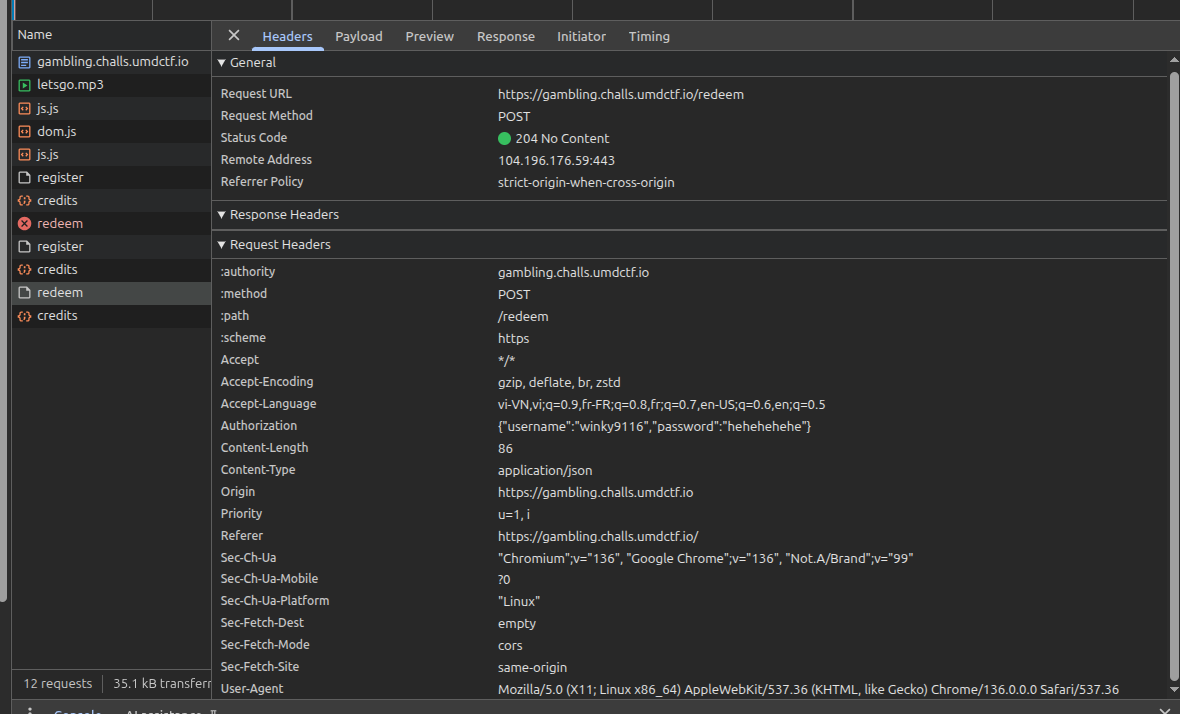 Name
Headers Payload Preview Response Initiator Timing
gambling.challs.umdctf.io
letsgo.mp3
js.js
dom.js
js.js
register
credits
redeem
register
credits
redeem
credits
General
Request URL https://gambling.challs.umdctf.io/redeem
Request Method POST
Status Code 204 No Content
Remote Address 104.196.176.59:443
Referrer Policy strict-origin-when-cross-origin
Response Headers
Request Headers
:authority gambling.challs.umdctf.io
:method POST
:path /redeem
:scheme https
Accept */*
Accept-Encoding gzip, deflate, br, zstd
Accept-Language vi-VN,vi;q=0.9,fr-FR;q=0.8,fr;q=0.7,en-US;q=0.6,en;q=0.5
Authorization {"username":"winky9116","password":"hehehehehe"}
Content-Length 86
Content-Type application/json
Origin https://gambling.challs.umdctf.io
Priority u=1, i
Referer https://gambling.challs.umdctf.io/
Sec-Ch-Ua "Chromium";v="136", "Google Chrome";v="136", "Not.A/Brand";v="99"
Sec-Ch-Ua-Mobile ?0
Sec-Ch-Ua-Platform "Linux"
Sec-Fetch-Dest empty
Sec-Fetch-Mode cors
Sec-Fetch-Site same-origin
User-Agent Mozilla/5.0 (X11; Linux x86_64) AppleWebKit/537.36 (KHTML, like Gecko) Chrome/136.0.0.0 Safari/537.36
12 requests 35.1 kB transferr
Console AI assistance